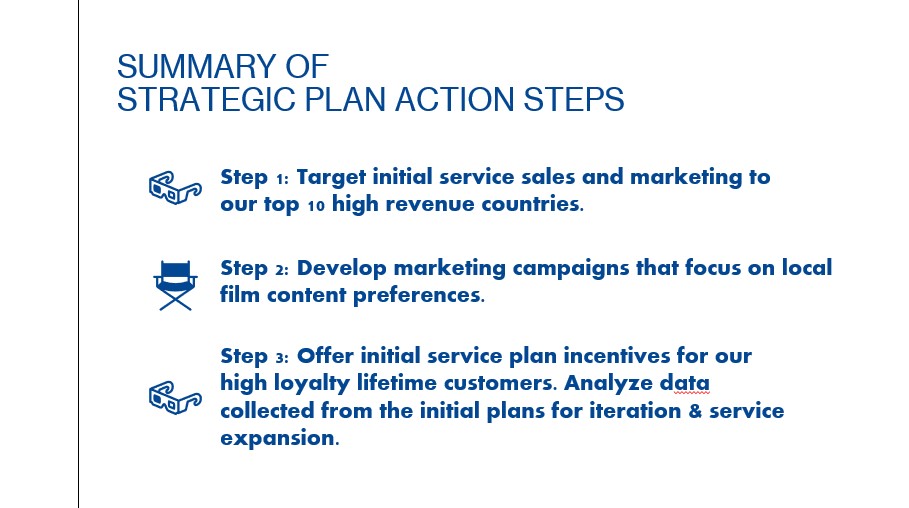 SUMMARY OF
STRATEGIC PLAN ACTION STEPS
Step 1: Target initial service sales and marketing to
our top 10 high revenue countries.
Step 2: Develop marketing campaigns that focus on local
film content preferences.
Step 3: Offer initial service plan incentives for our
high loyalty lifetime customers. Analyze data
collected from the initial plans for iteration & service
expansion.